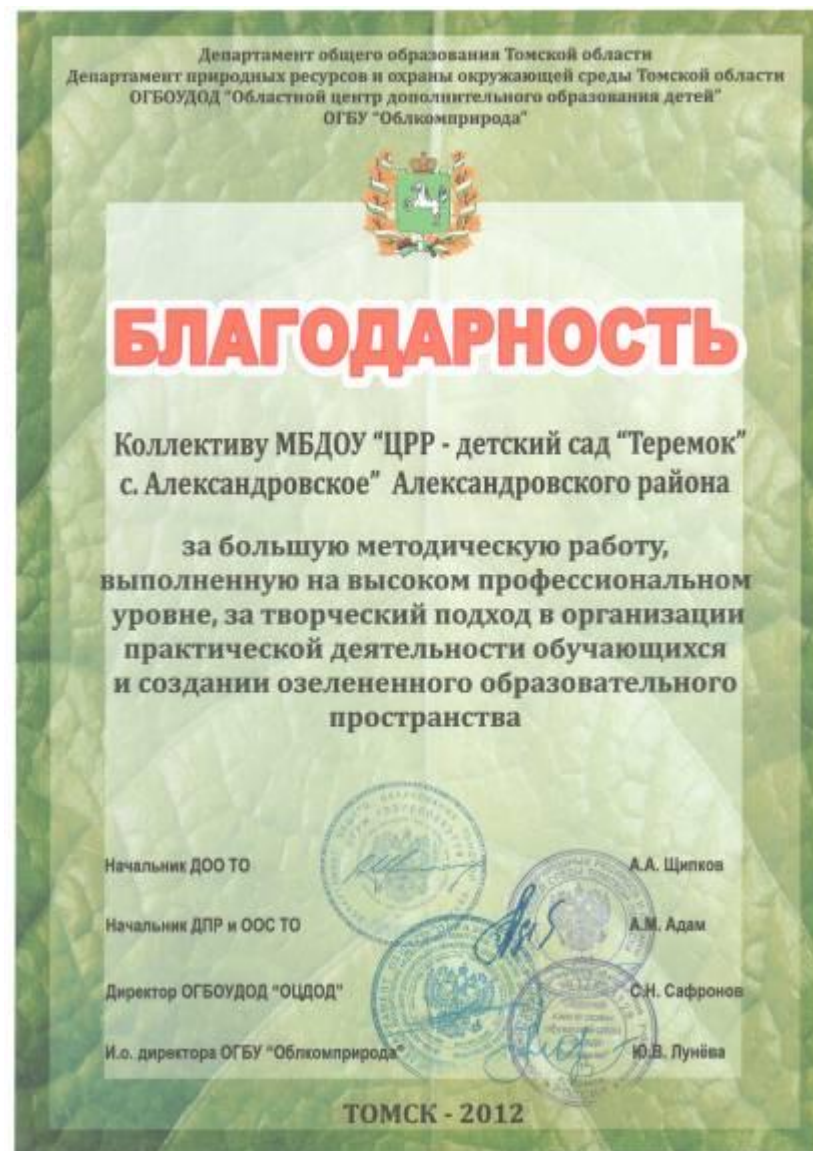 Департамент общего образования Томской области
Департамент природных ресурсов и охраны окружающей среды Томской области
ОГБОУДОД "Областной центр дополнительного образования детей"
ОГБУ "Облкомприрода"
БЛАГОДАРНОСТЬ
Коллективу МБДОУ "ЦРР - детский сад "Теремок"
с. Александровское" Александровского района
за большую методическую работу,
выполненную на высоком профессиональном
уровне, за творческий подход в организации
практической деятельности обучающихся
и создании озелененного образовательного
пространства
Начальник ДОО ТО А.А. Щипков
Начальник ДПР и ООС ТО А.М. Адам
Директор ОГБОУДОД "ОЦДОД" С.Н. Сафронов
И.о. директора ОГБУ "Облкомприрода" Ю.В. Лунёва
ТОМСК - 2012